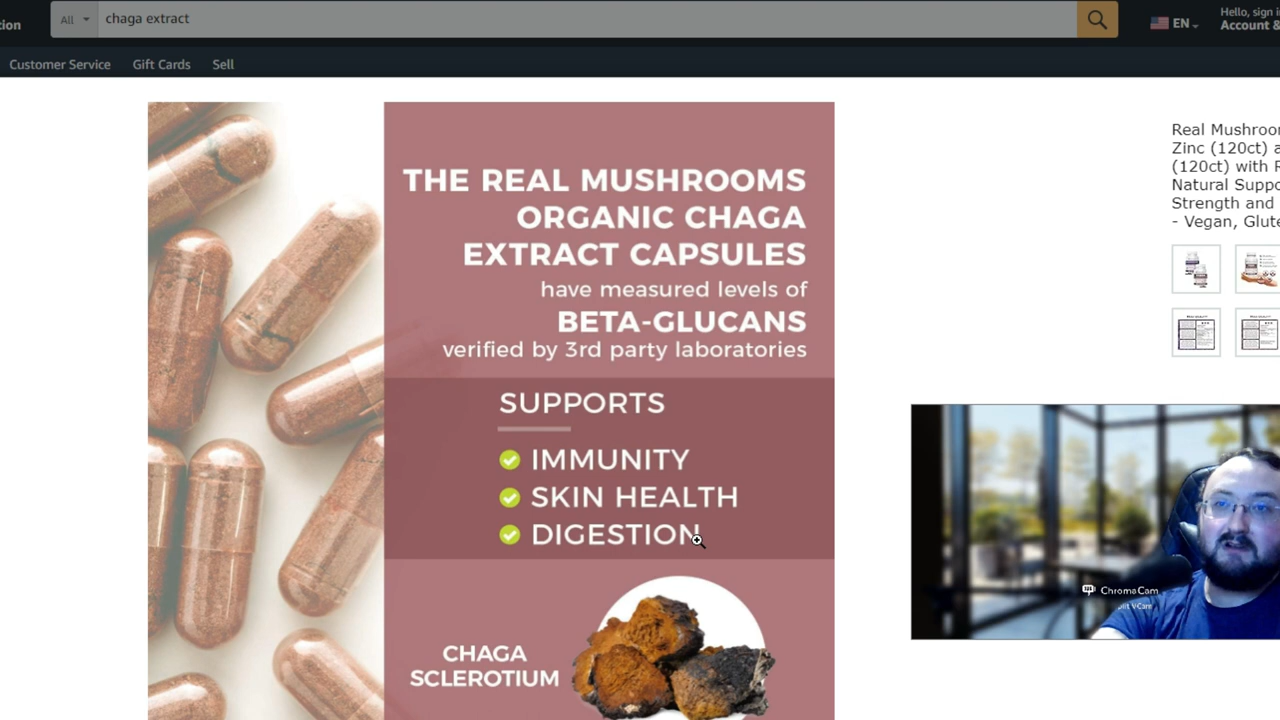 tion
All
chaga extract
EN
Hello, sign i
Account &
Customer Service
Gift Cards
Sell
THE REAL MUSHROOMS
ORGANIC CHAGA
EXTRACT CAPSULES
have measured levels of
BETA-GLUCANS
verified by 3rd party laboratories
SUPPORTS
IMMUNITY
SKIN HEALTH
DIGESTION
CHAGA
SCLEROTIUM
Real Mushroo
Zinc (120ct) a
(120ct) with R
Natural Suppo
Strength and
- Vegan, Glute
ChromaCam